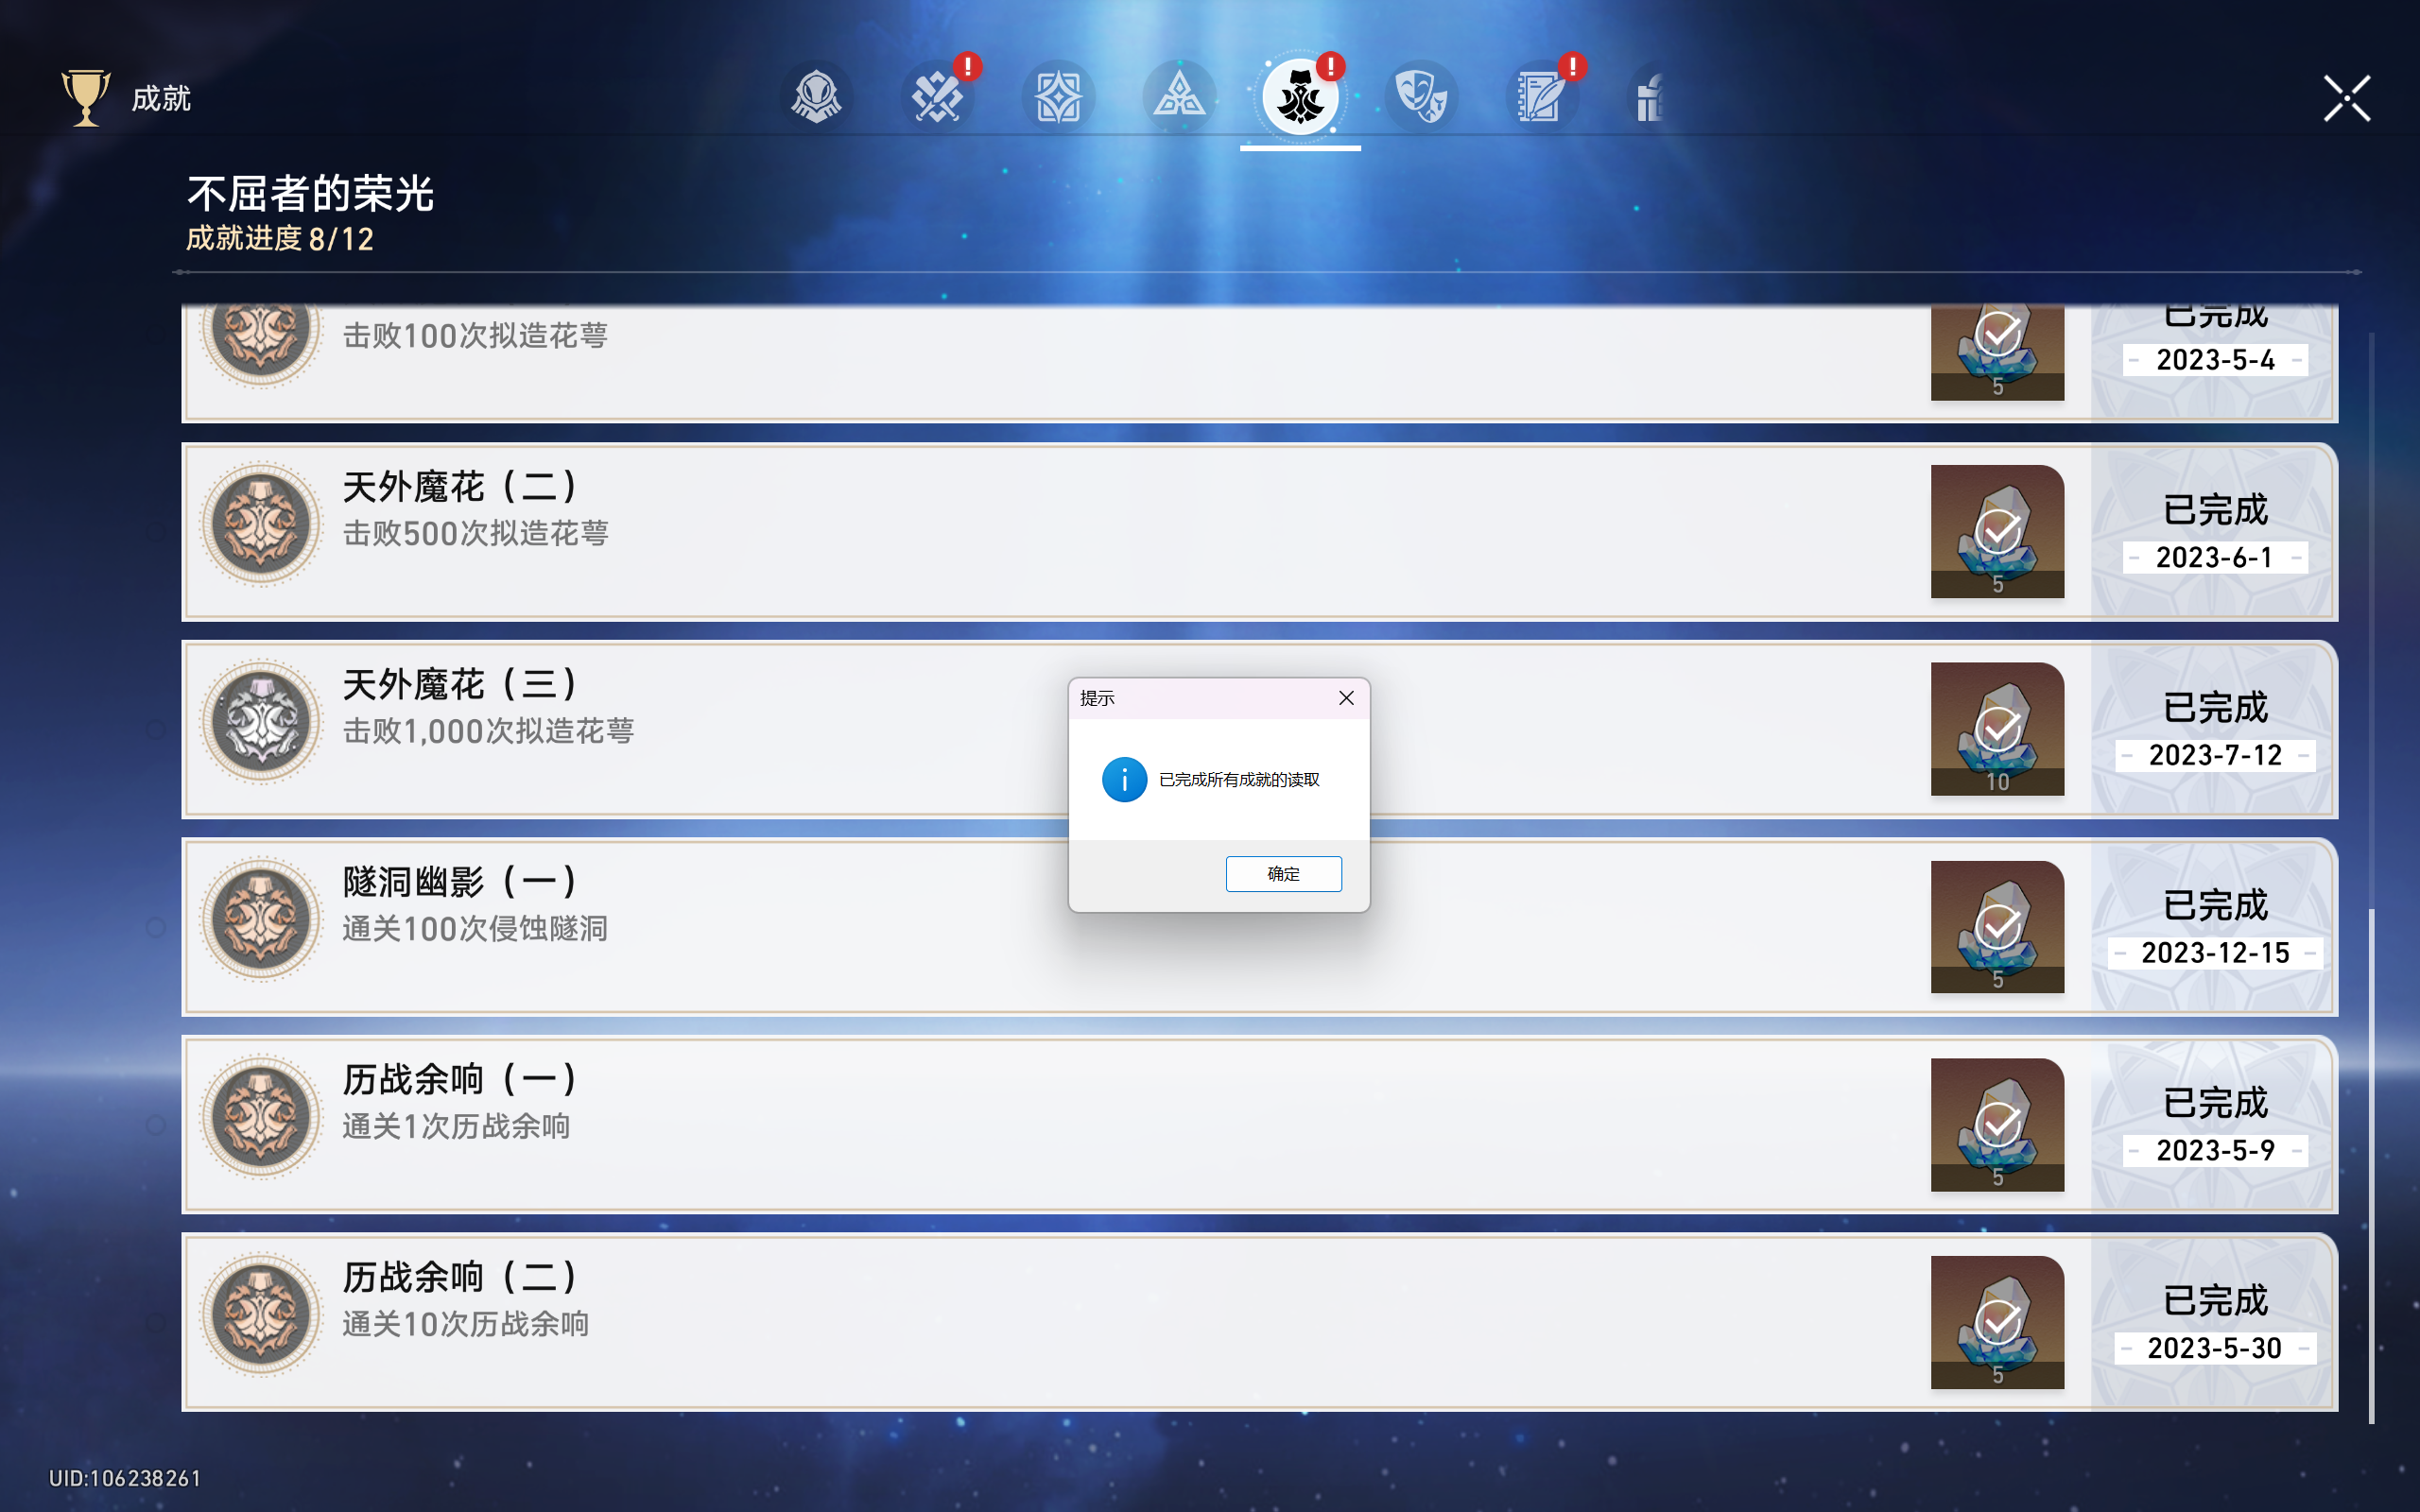 成就
不屈者的荣光
成就进度 8/12
击败100次拟造花萼
5
已完成
2023-5-4
天外魔花（二）
击败500次拟造花萼
5
已完成
2023-6-1
天外魔花（三）
击败1,000次拟造花萼
10
已完成
2023-7-12
提示
已完成所有成就的读取
确定
隧洞幽影（一）
通关100次侵蚀隧洞
5
已完成
2023-12-15
历战余响（一）
通关1次历战余响
5
已完成
2023-5-9
历战余响（二）
通关10次历战余响
5
已完成
2023-5-30
UID:106238261